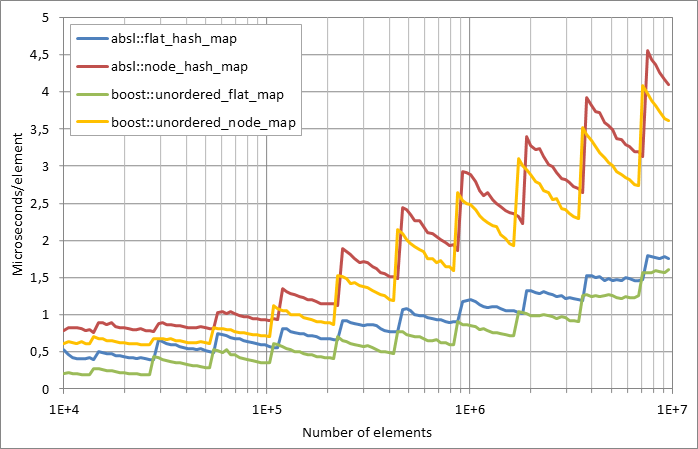 5
4,5
4
3,5
3
2,5
2
1,5
1
0,5
0
Microseconds/element
absl::flat_hash_map
absl::node_hash_map
boost::unordered_flat_map
boost::unordered_node_map
1E+4 1E+5 1E+6 1E+7
Number of elements